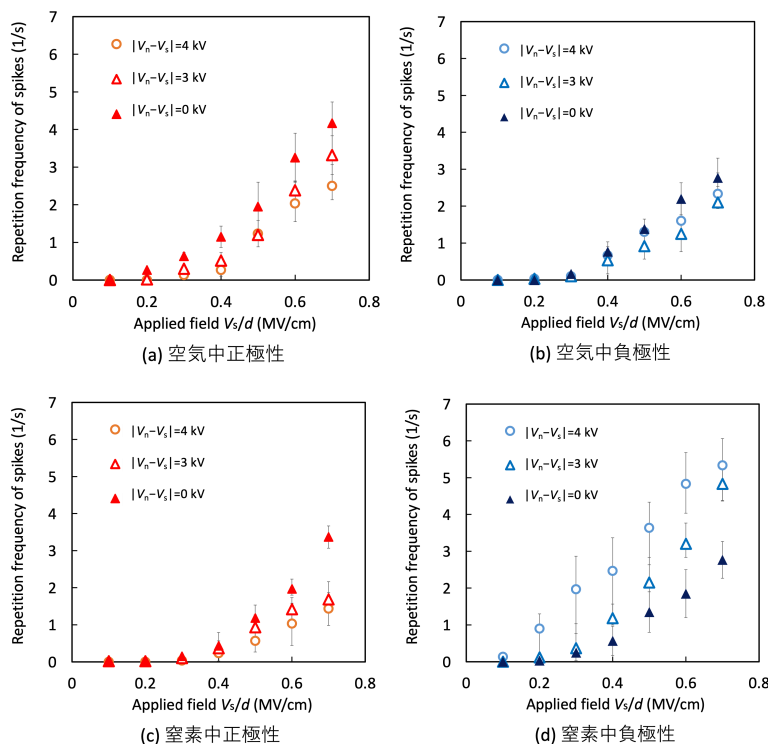 Repetition frequency of spikes (1/s)
7
6
5
4
3
2
1
0
|Vn−Vs|=4 kV
|Vn−Vs|=3 kV
|Vn−Vs|=0 kV
0 0.2 0.4 0.6 0.8
Applied field Vs/d (MV/cm)
(a) 空気中正極性
Repetition frequency of spikes (1/s)
7
6
5
4
3
2
1
0
|Vn−Vs|=4 kV
|Vn−Vs|=3 kV
|Vn−Vs|=0 kV
0 0.2 0.4 0.6 0.8
Applied field Vs/d (MV/cm)
(b) 空気中負極性
Repetition frequency of spikes (1/s)
7
6
5
4
3
2
1
0
|Vn−Vs|=4 kV
|Vn−Vs|=3 kV
|Vn−Vs|=0 kV
0 0.2 0.4 0.6 0.8
Applied field Vs/d (MV/cm)
(c) 窒素中正極性
Repetition frequency of spikes (1/s)
7
6
5
4
3
2
1
0
|Vn−Vs|=4 kV
|Vn−Vs|=3 kV
|Vn−Vs|=0 kV
0 0.2 0.4 0.6 0.8
Applied field Vs/d (MV/cm)
(d) 窒素中負極性